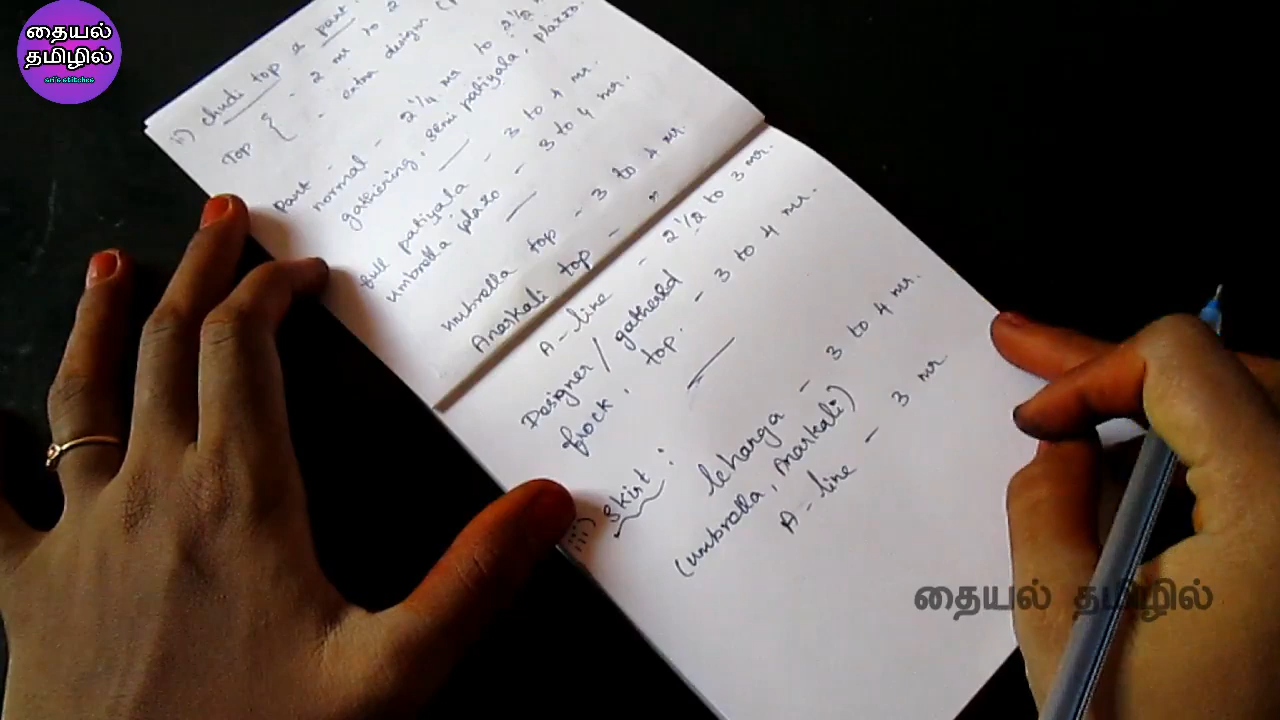 தையல்
தமிழில்
sri's stitches
ii) chudi top & pant.
Top { - 2 mr to 2
- extra design (
Pant -
normal - 2 1/4 mr to 2 1/2 m
gathering, semi patiyala, plazzo.
full patiyala - 3 to 4 mr.
umbrella plazo - 3 to 4 mr.
umbrella top - 3 to 4 mr.
Anarkali top - "
A-line - 2 1/2 to 3 mr.
Designer / gathered
frock, top. - 3 to 4 mr.
iii) skirt :
lehanga - 3 to 4 mr.
(umbrella, Anarkali)
A-line - 3 mr.
தையல் தமிழில்